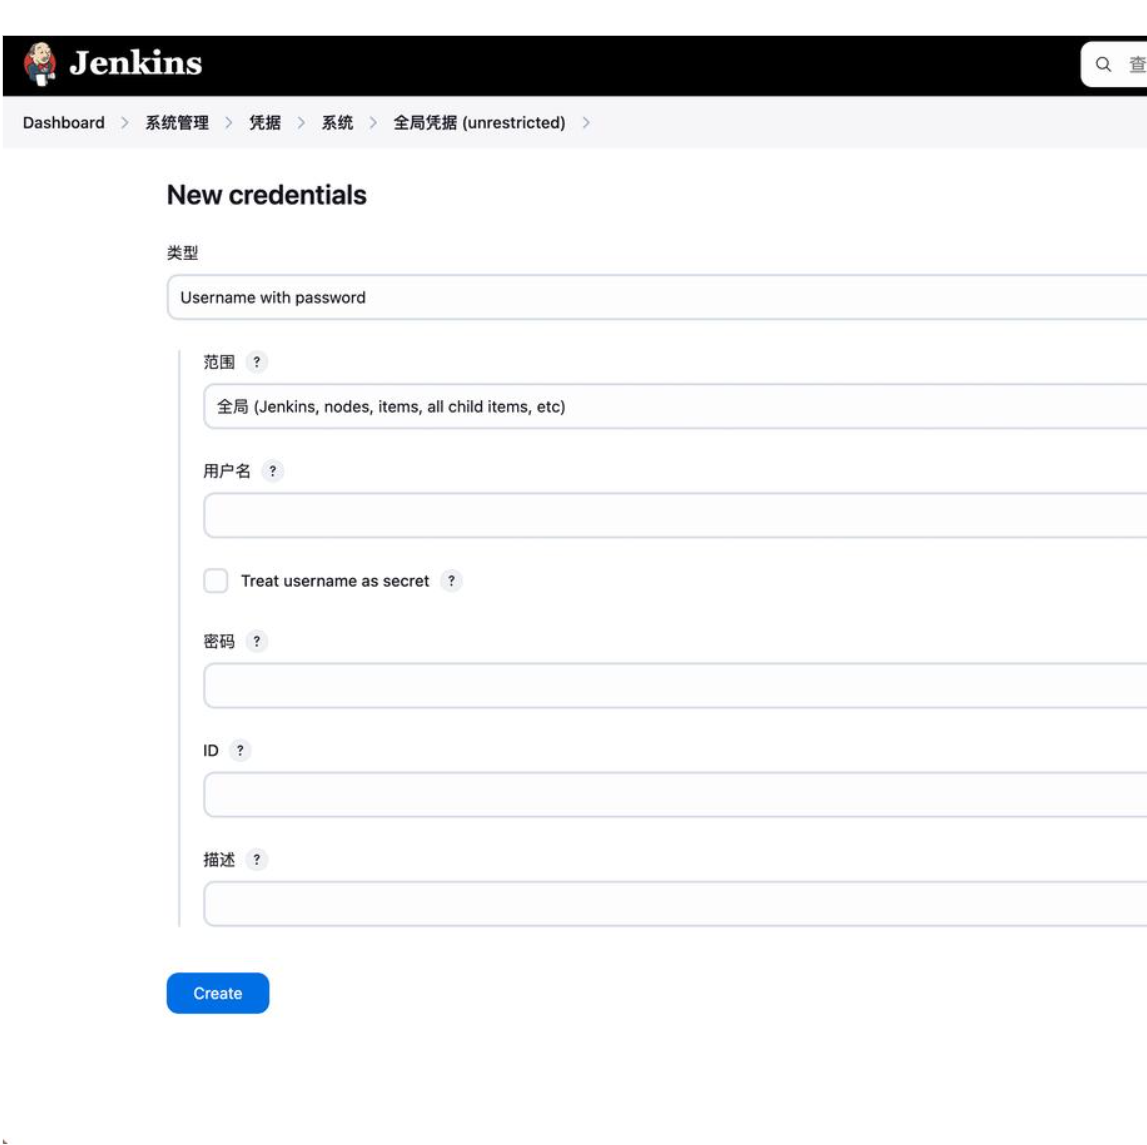 Jenkins
查
Dashboard > 系统管理 > 凭据 > 系统 > 全局凭据 (unrestricted) >
New credentials
类型
Username with password
范围 ?
全局 (Jenkins, nodes, items, all child items, etc)
用户名 ?
Treat username as secret ?
密码 ?
ID ?
描述 ?
Create